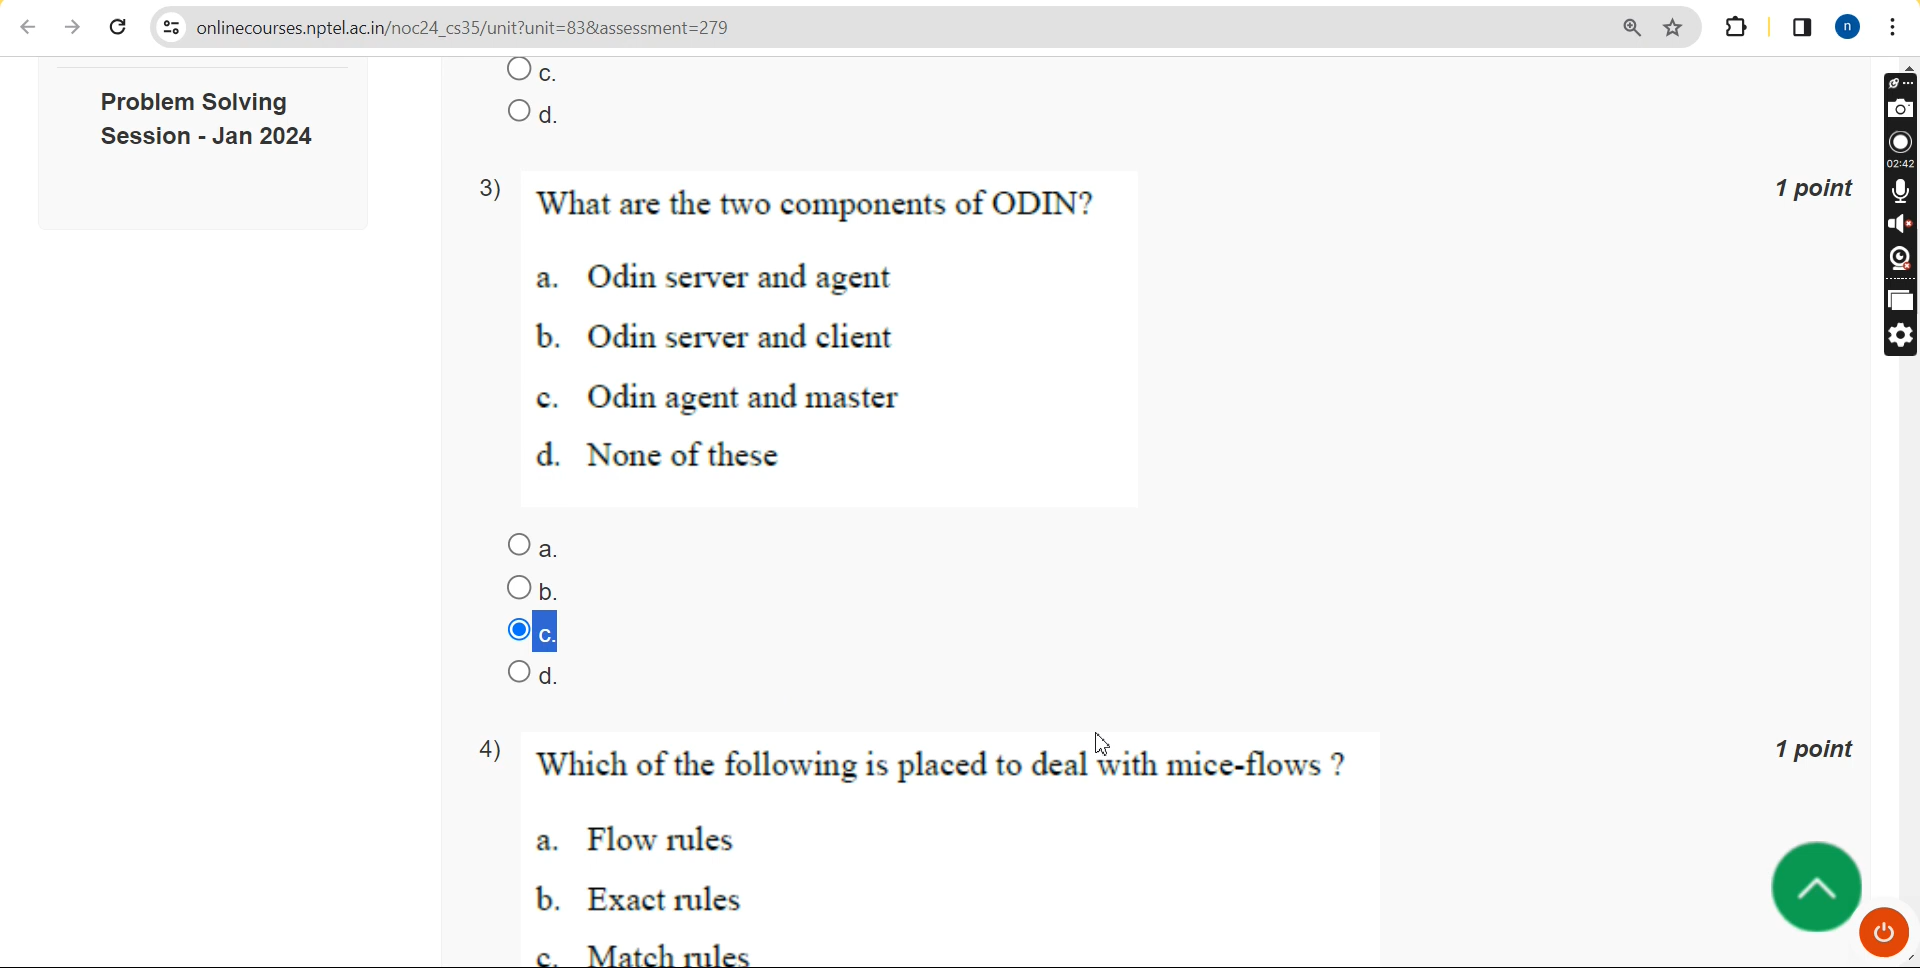 onlinecourses.nptel.ac.in/noc24_cs35/unit?unit=83&assessment=279
n
Problem Solving
Session - Jan 2024
c.
d.
02:42
3)
1 point
What are the two components of ODIN?
a. Odin server and agent
b. Odin server and client
c. Odin agent and master
d. None of these
a.
b.
c.
d.
4)
1 point
Which of the following is placed to deal with mice-flows ?
a. Flow rules
b. Exact rules
c. Match rules